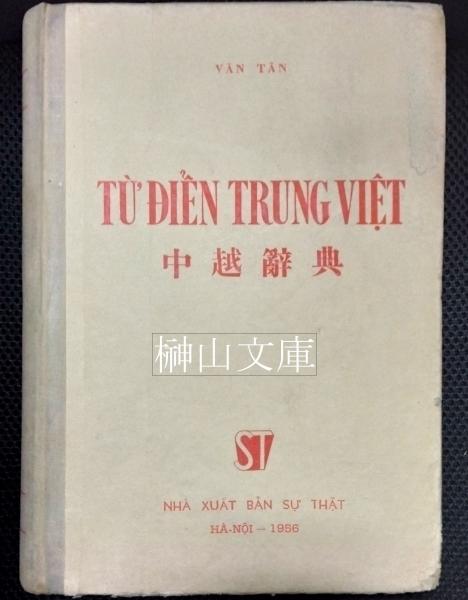 VĂN TÂN
TỪ ĐIỂN TRUNG VIỆT
中越辭典
榊山文庫
ST
NHÀ XUẤT BẢN SỰ THẬT
HÀ-NỘI — 1956